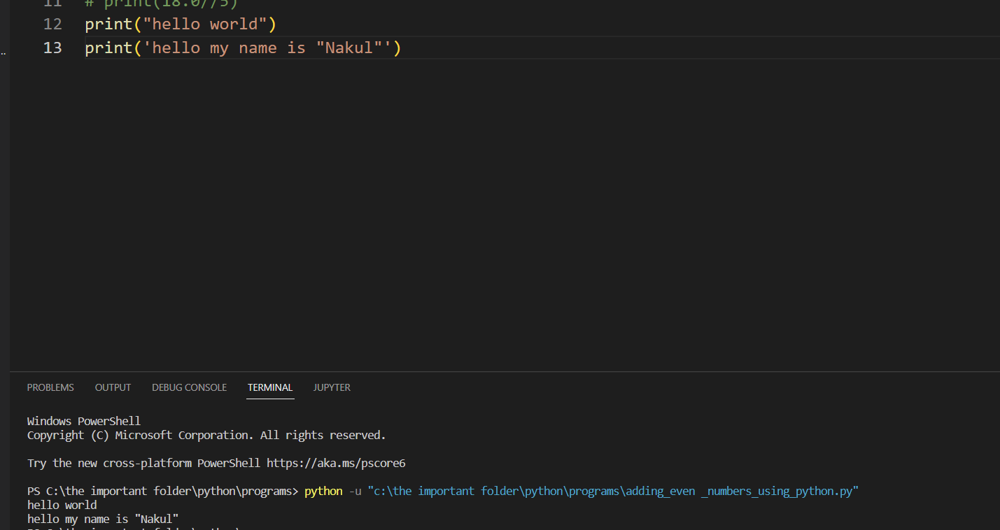 11 # print(18.0//5)
12 print("hello world")
13 print('hello my name is "Nakul"')
..
PROBLEMS OUTPUT DEBUG CONSOLE TERMINAL JUPYTER
Windows PowerShell
Copyright (C) Microsoft Corporation. All rights reserved.
Try the new cross-platform PowerShell https://aka.ms/pscore6
PS C:\the important folder\python\programs> python -u "c:\the important folder\python\programs\adding_even _numbers_using_python.py"
hello world
hello my name is "Nakul"